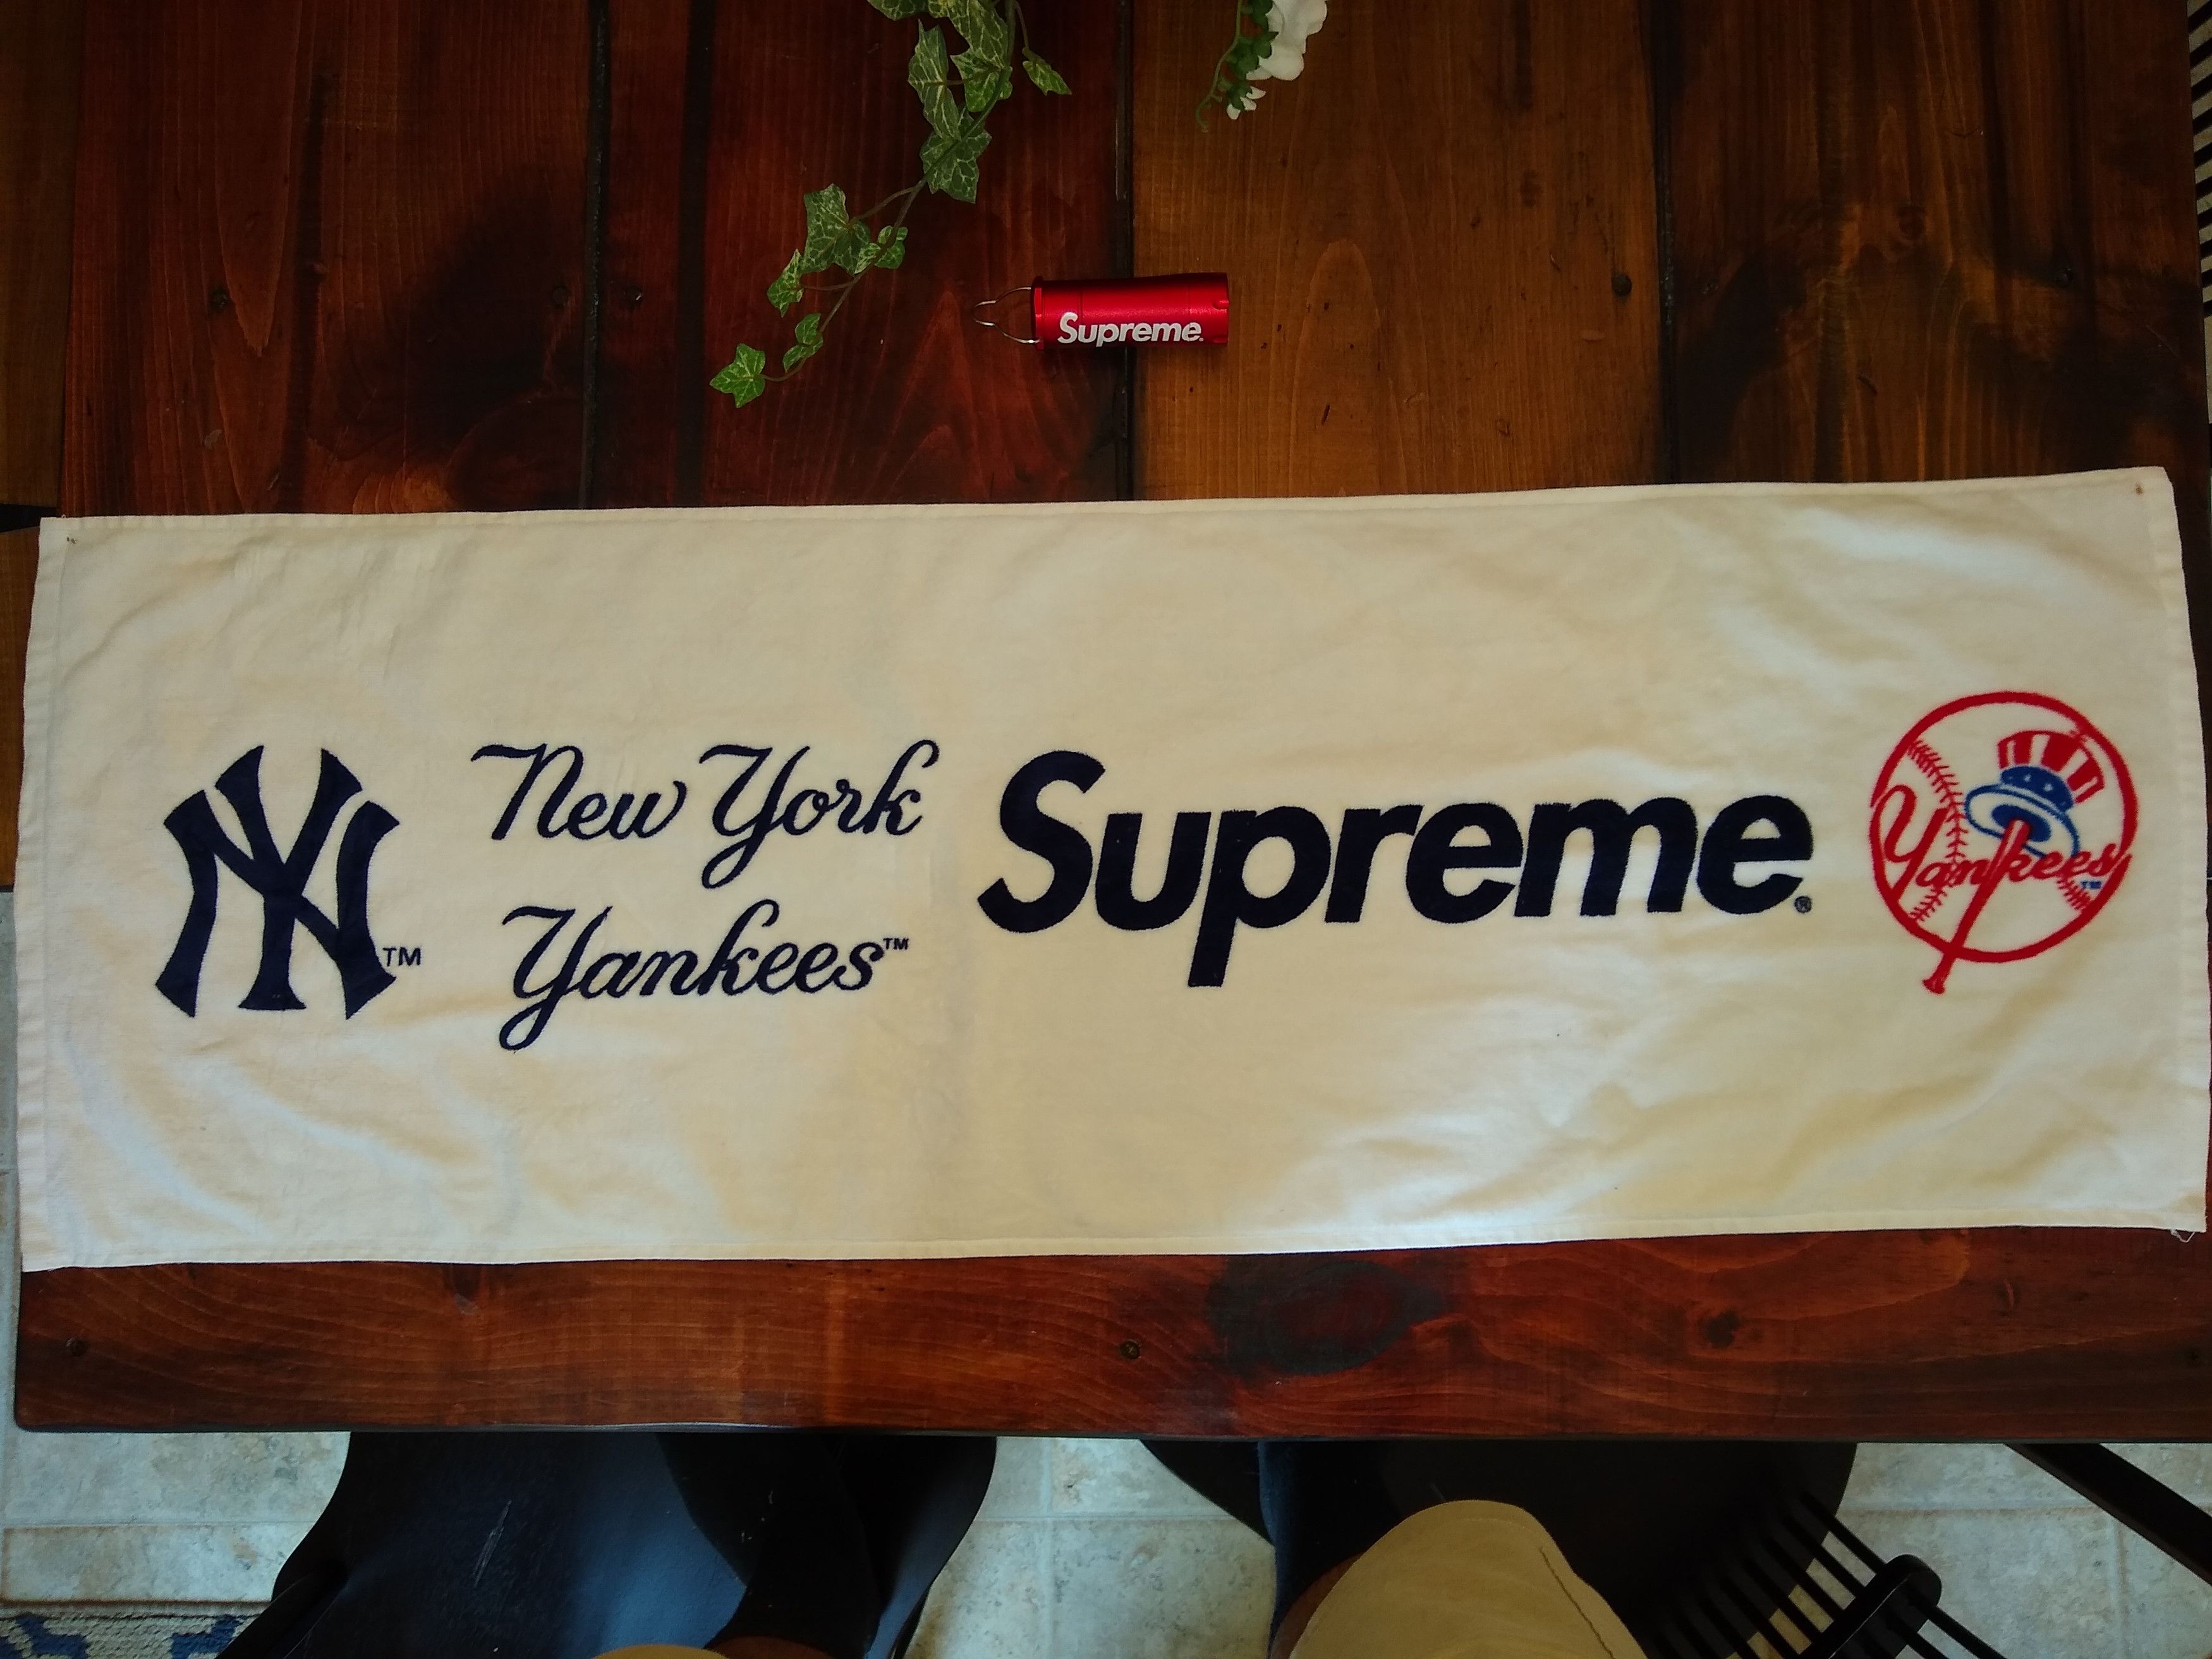 Supreme.
NY™
New York
Yankees™
Supreme®
Yankees™